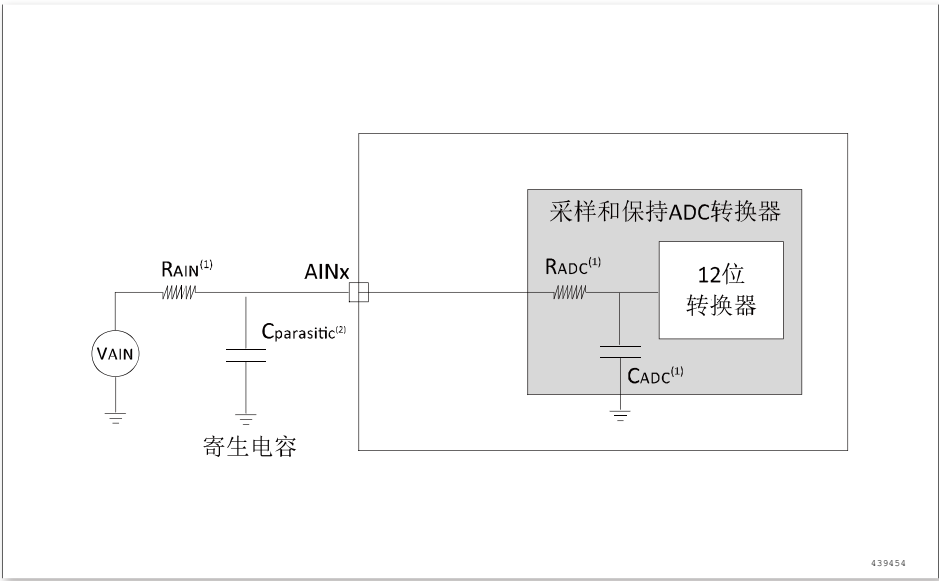 采样和保持ADC转换器
RAIN(1)
AINx
RADC(1)
12位
转换器
Cparasitic(2)
VAIN
CADC(1)
寄生电容
439454